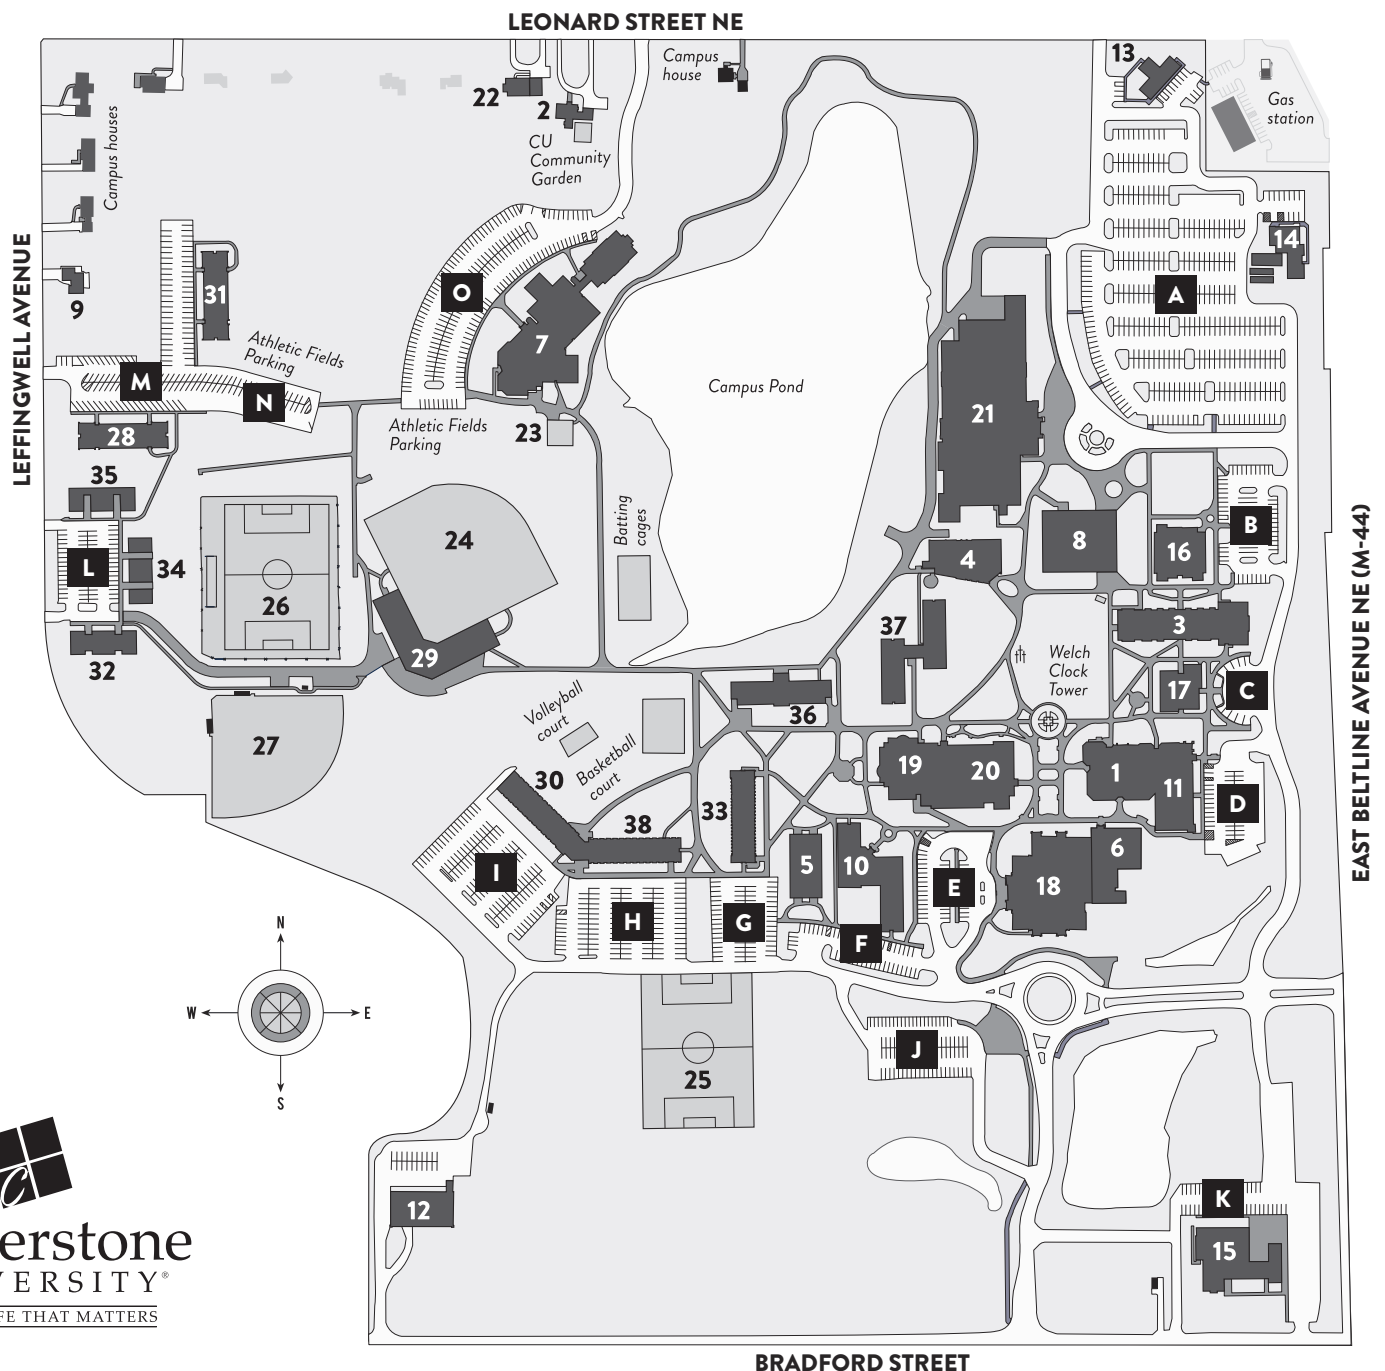 LEONARD STREET NE
Campus
house
13
Gas
station
22
2
CU
Community
Garden
Campus houses
LEFFINGWELL AVENUE
9
31
14
O
A
7
Athletic Fields
Parking
M
N
Campus Pond
21
Athletic Fields
Parking
23
28
35
Batting
cages
24
B
8
16
4
L
34
26
EAST BELTLINE AVENUE NE (M-44)
37
3
32
29
Welch
Clock
Tower
17
C
36
Volleyball
court
27
Basketball
court
19
20
1
11
30
D
33
38
6
5
10
I
E
18
H
G
F
N
W
E
S
J
25
C
erstone
VERSITY®
FE THAT MATTERS
12
K
15
BRADFORD STREET